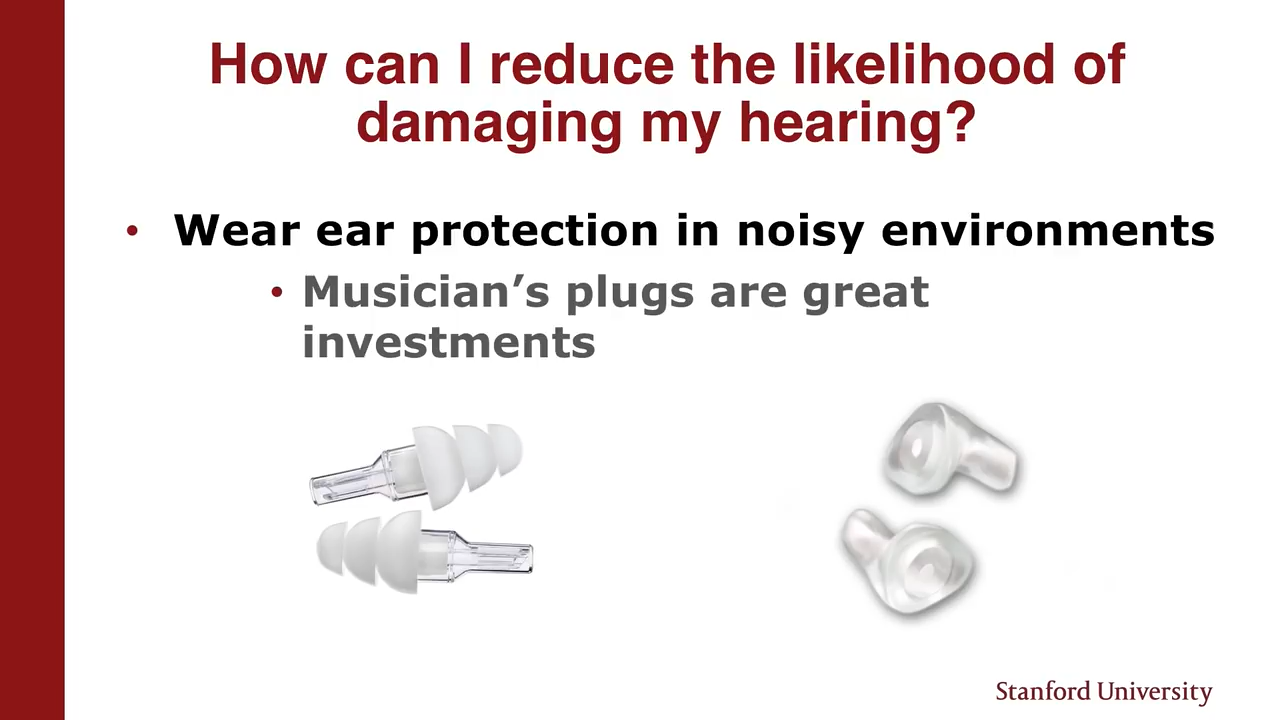 How can I reduce the likelihood of
damaging my hearing?
• Wear ear protection in noisy environments
• Musician’s plugs are great
investments
Stanford University